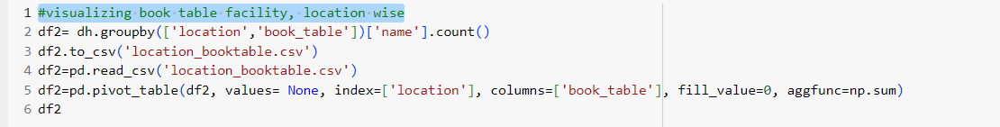 1 #visualizing book table facility, location wise
2 df2= dh.groupby(['location','book_table'])['name'].count()
3 df2.to_csv('location_booktable.csv')
4 df2=pd.read_csv('location_booktable.csv')
5 df2=pd.pivot_table(df2, values= None, index=['location'], columns=['book_table'], fill_value=0, aggfunc=np.sum)
6 df2